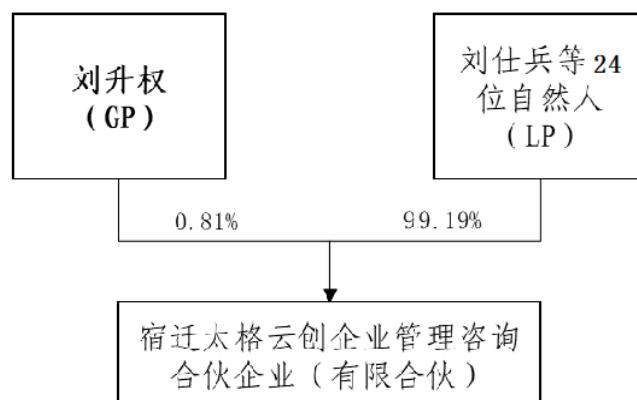 刘升权
(GP)
刘仕兵等24
位自然人
(LP)
0.81%
99.19%
宿迁太格云创企业管理咨询
合伙企业(有限合伙)